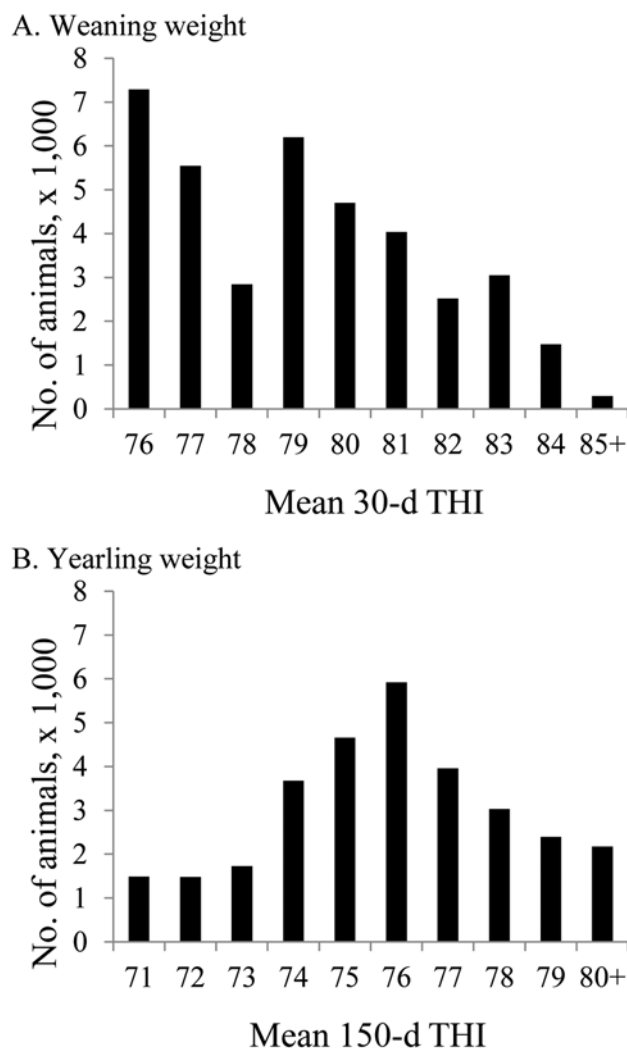 A. Weaning weight
8
7
6
5
4
3
2
1
0
No. of animals, x 1,000
76 77 78 79 80 81 82 83 84 85+
Mean 30-d THI
B. Yearling weight
8
7
6
5
4
3
2
1
0
No. of animals, x 1,000
71 72 73 74 75 76 77 78 79 80+
Mean 150-d THI